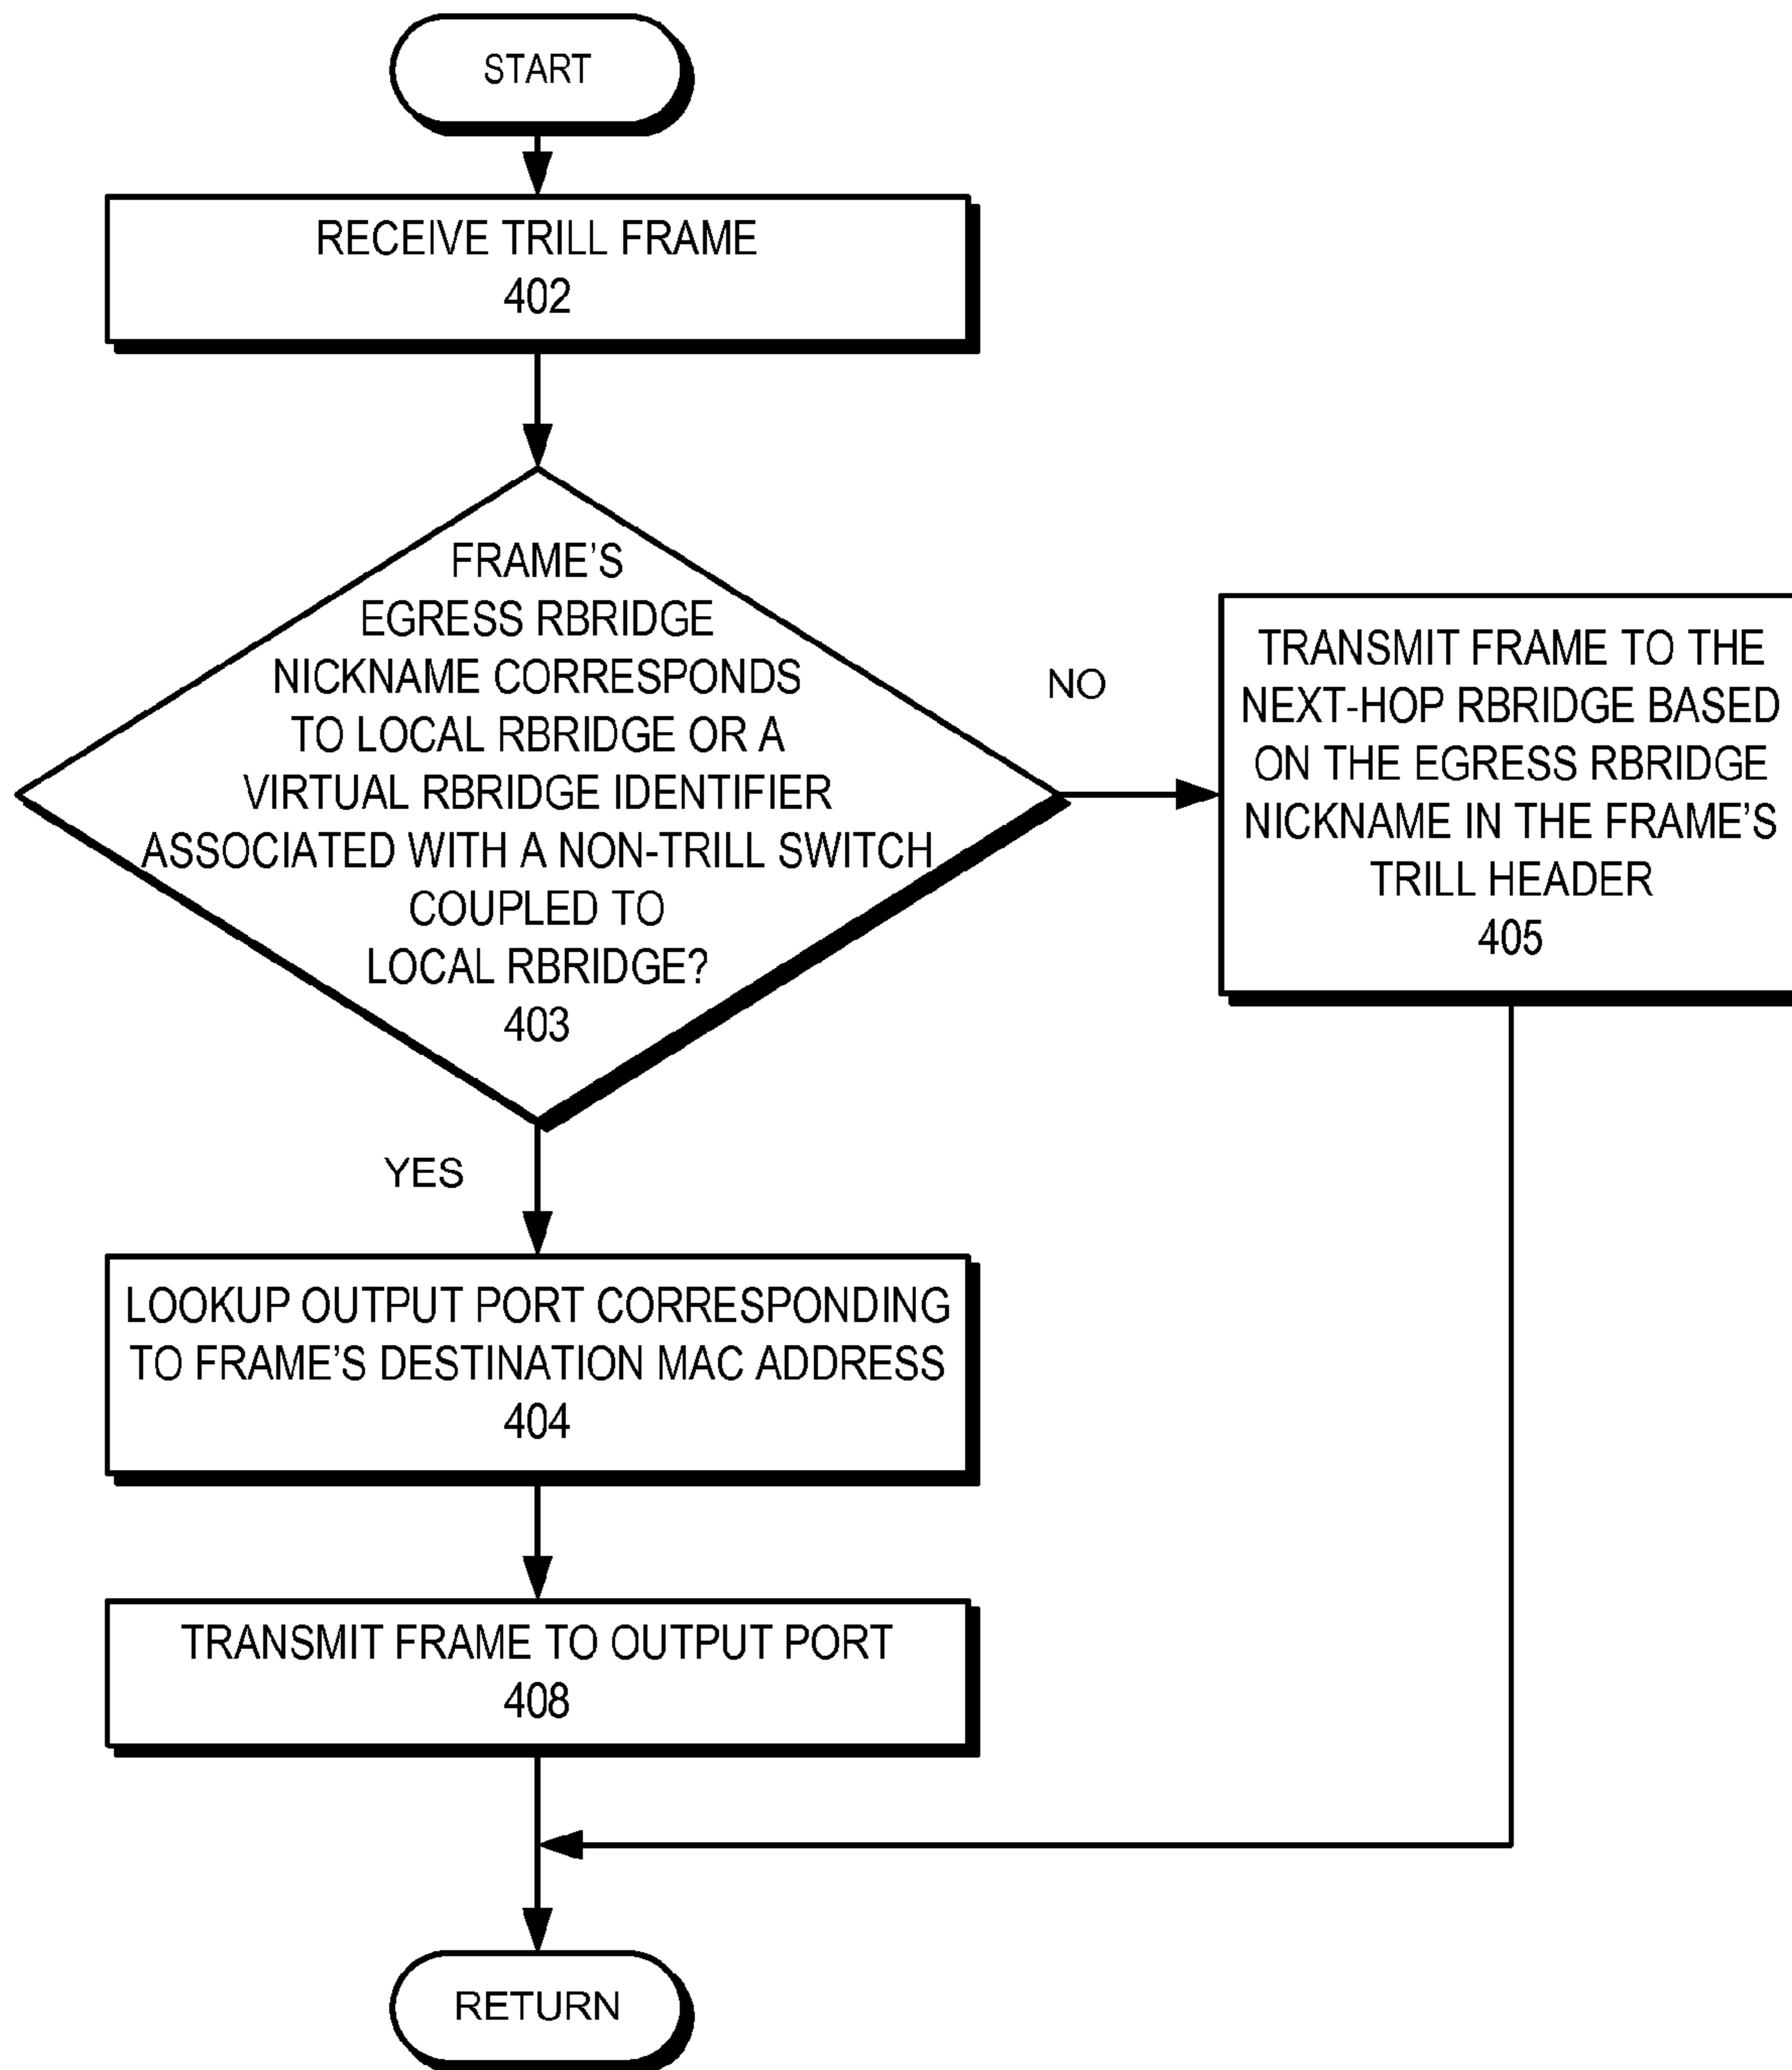 START
RECEIVE TRILL FRAME
402
FRAME'S
EGRESS RBRIDGE
NICKNAME CORRESPONDS
TO LOCAL RBRIDGE OR A
VIRTUAL RBRIDGE IDENTIFIER
ASSOCIATED WITH A NON-TRILL SWITCH
COUPLED TO
LOCAL RBRIDGE?
403
NO
TRANSMIT FRAME TO THE
NEXT-HOP RBRIDGE BASED
ON THE EGRESS RBRIDGE
NICKNAME IN THE FRAME'S
TRILL HEADER
405
YES
LOOKUP OUTPUT PORT CORRESPONDING
TO FRAME'S DESTINATION MAC ADDRESS
404
TRANSMIT FRAME TO OUTPUT PORT
408
RETURN